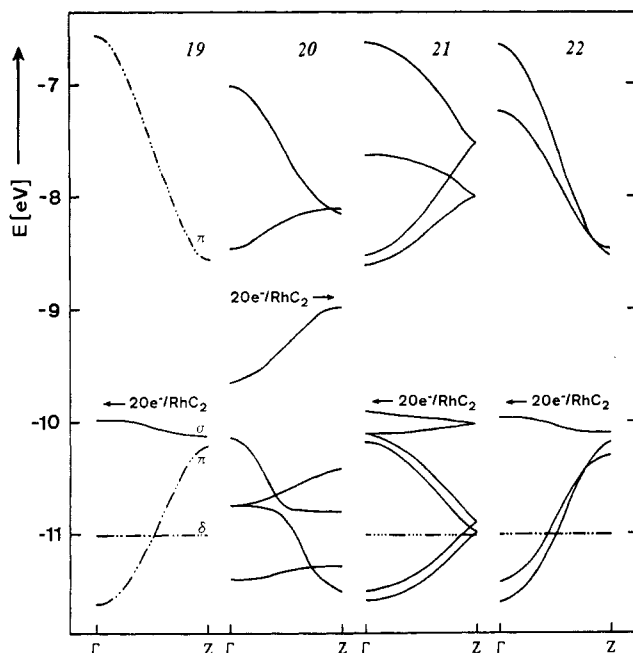 19 20 21 22
E [eV]
-7
-8
π
-9
20e⁻/RhC₂ →
← 20e⁻/RhC₂
← 20e⁻/RhC₂
← 20e⁻/RhC₂
-10
σ
π
δ
-11
Γ Z Γ Z Γ Z Γ Z